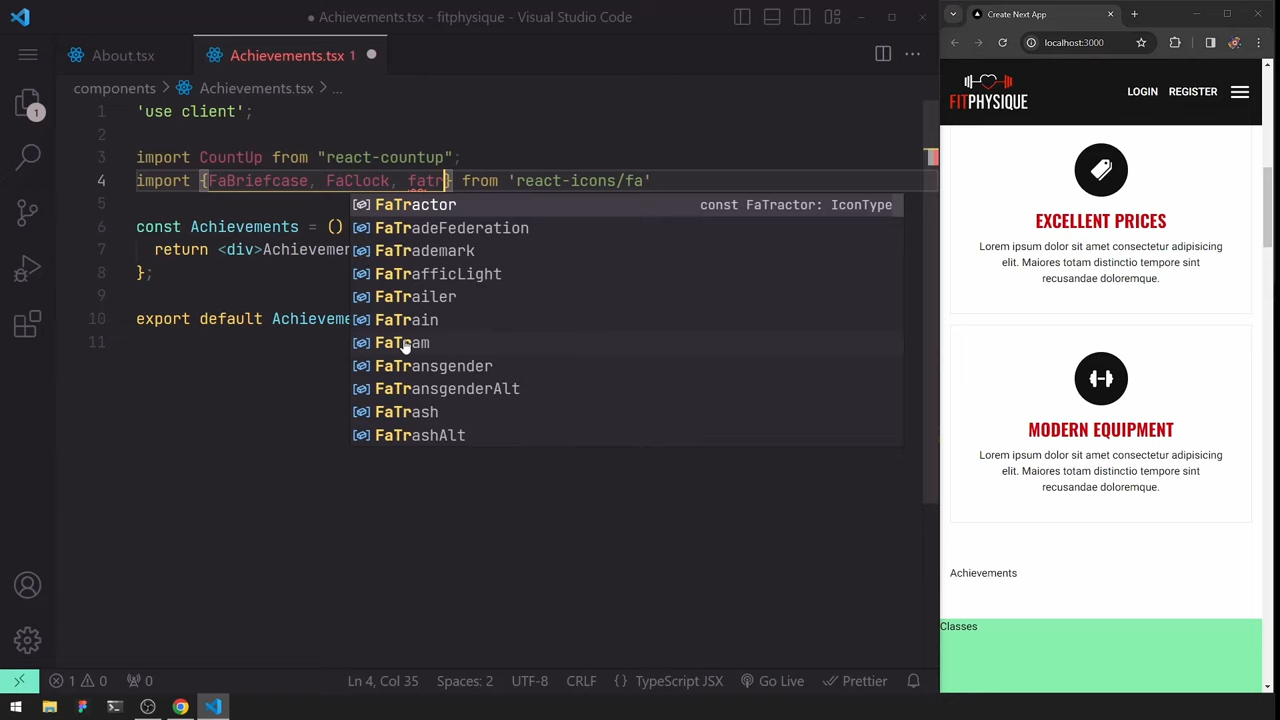 Achievements.tsx - fitphysique - Visual Studio Code
About.tsx
Achievements.tsx 1
components > Achievements.tsx > ...
1 'use client';
2
3 import CountUp from "react-countup";
4 import {FaBriefcase, FaClock, fatr} from 'react-icons/fa'
5
6 const Achievements = ()
7 return <div>Achievemen
8 };
9
10 export default Achieveme
11
FaTractor const FaTractor: IconType
FaTradeFederation
FaTrademark
FaTrafficLight
FaTrailer
FaTrain
FaTram
FaTransgender
FaTransgenderAlt
FaTrash
FaTrashAlt
1
1 0 0 Ln 4, Col 35 Spaces: 2 UTF-8 CRLF {} TypeScript JSX Go Live Prettier
Create Next App
localhost:3000
FITPHYSIQUE
LOGIN REGISTER
EXCELLENT PRICES
Lorem ipsum dolor sit amet consectetur adipisicing
elit. Maiores totam distinctio tempore iusto
recusandae doloremque.
MODERN EQUIPMENT
Lorem ipsum dolor sit amet consectetur adipisicing
elit. Maiores totam distinctio tempore iusto
recusandae doloremque.
Achievements
Classes